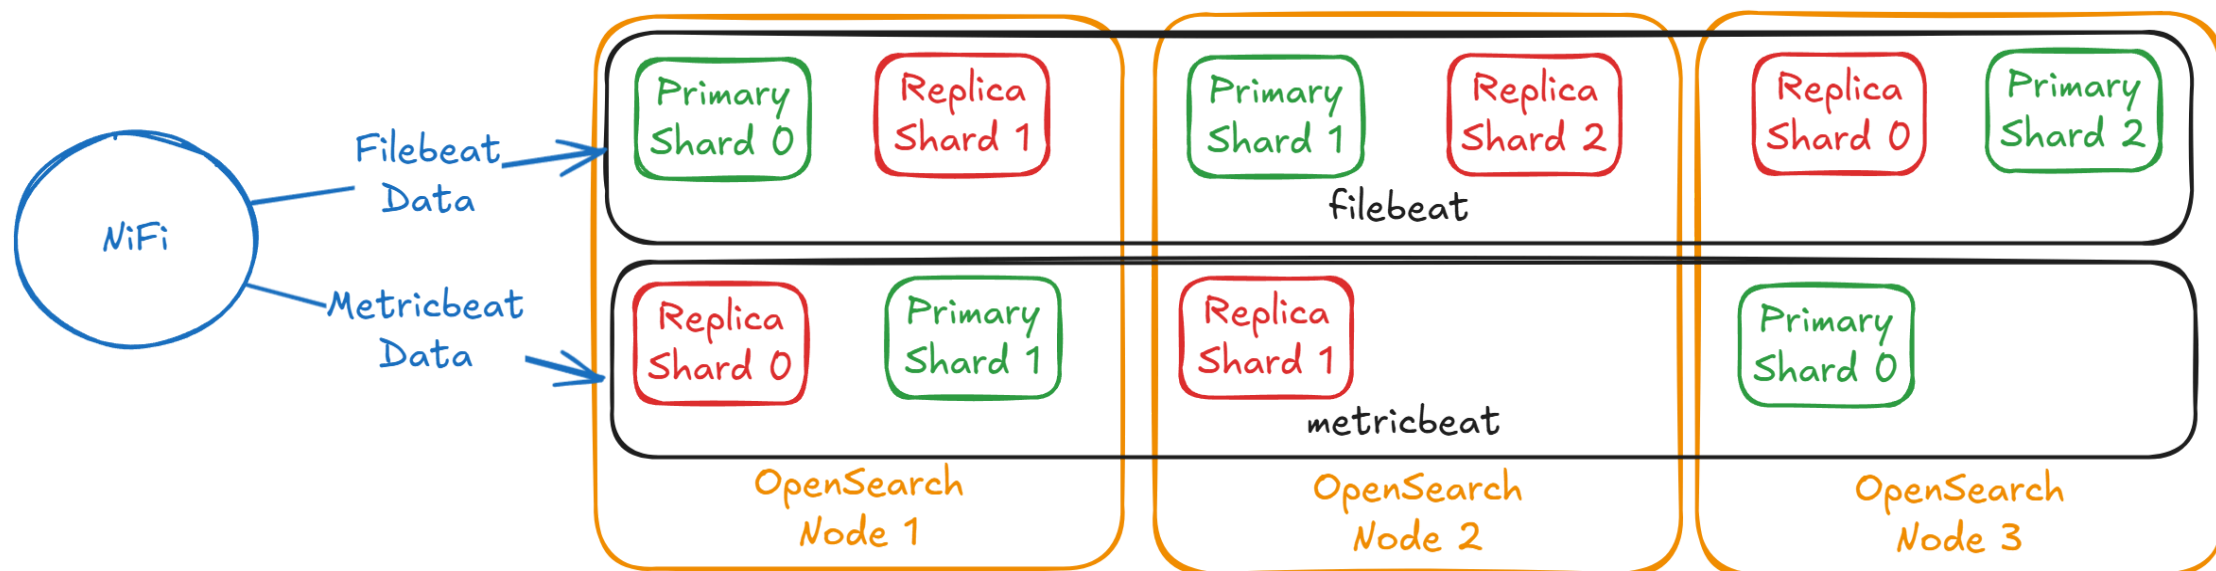 NiFi
Filebeat
Data
Metricbeat
Data
Primary
Shard 0
Replica
Shard 1
Primary
Shard 1
Replica
Shard 2
Replica
Shard 0
Primary
Shard 2
filebeat
Replica
Shard 0
Primary
Shard 1
Replica
Shard 1
Primary
Shard 0
metricbeat
OpenSearch
Node 1
OpenSearch
Node 2
OpenSearch
Node 3